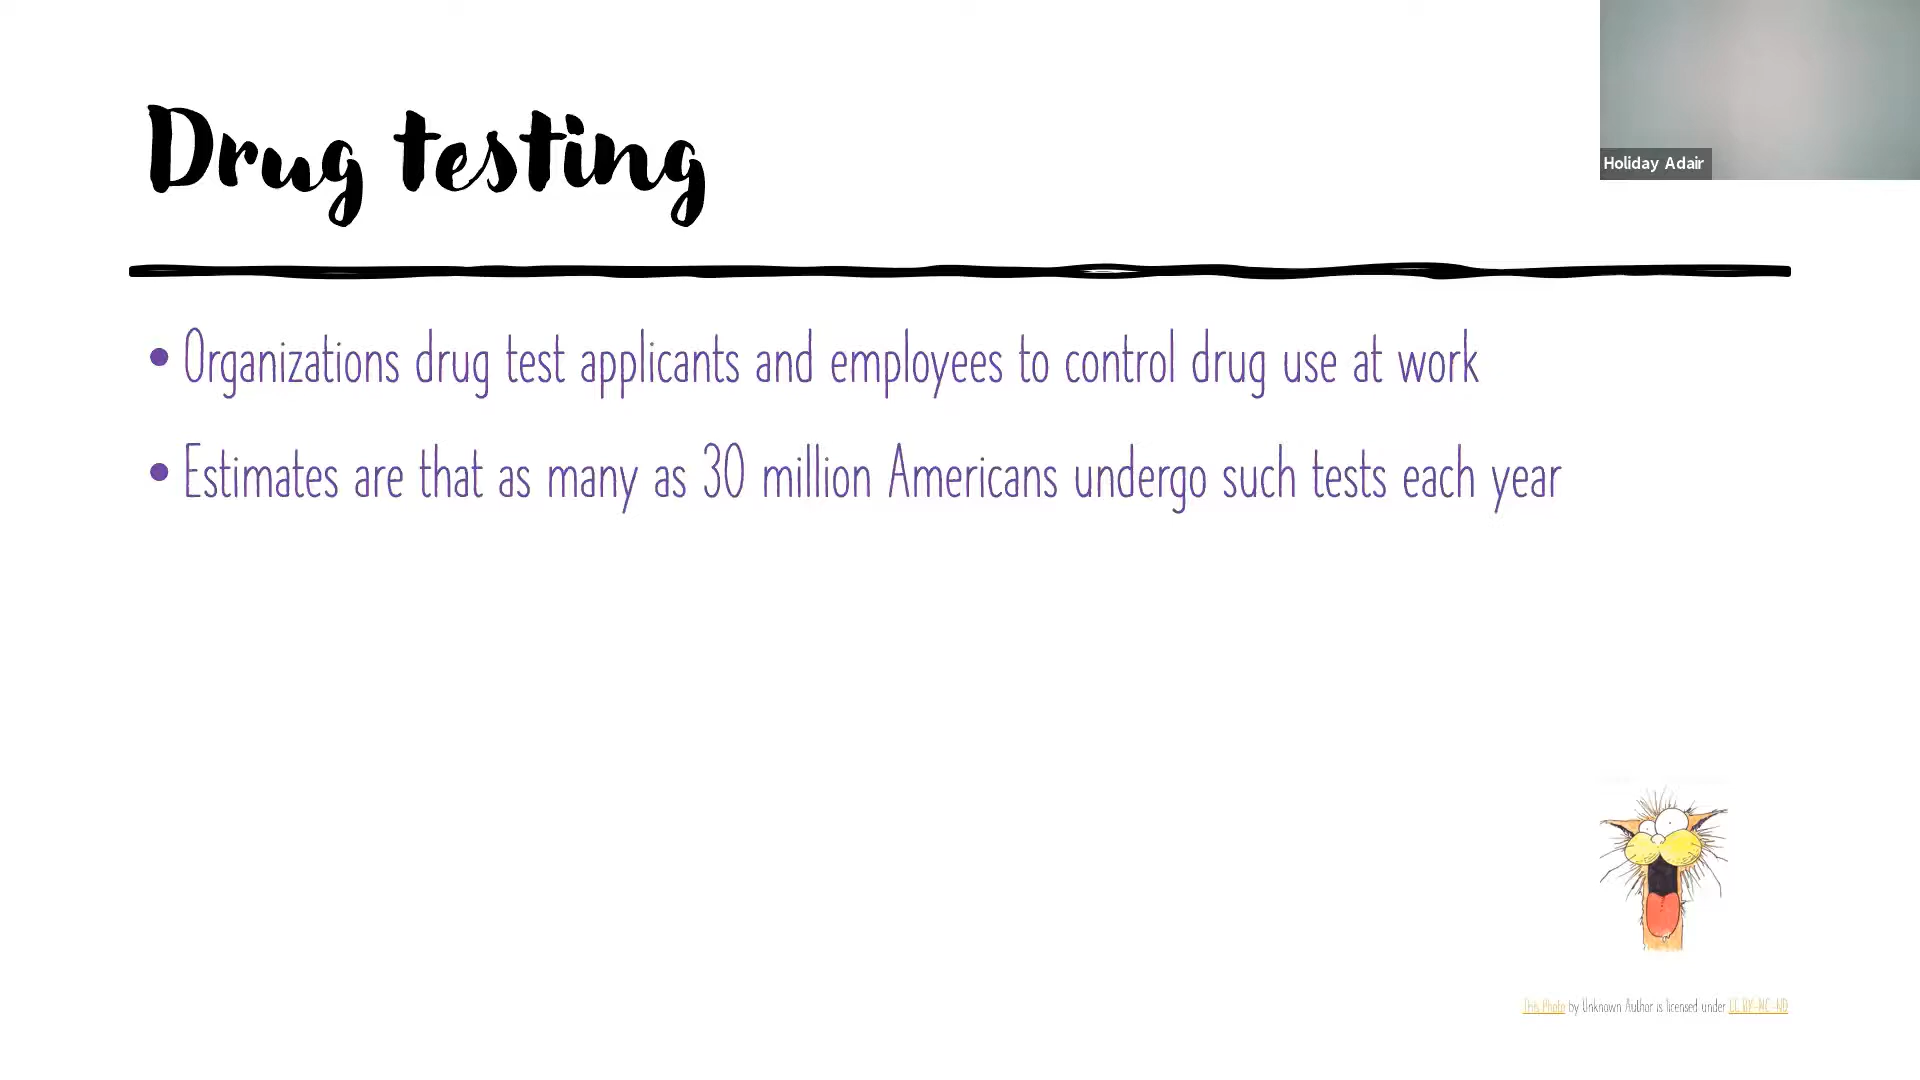 Drug testing
Holiday Adair
• Organizations drug test applicants and employees to control drug use at work
• Estimates are that as many as 30 million Americans undergo such tests each year
This Photo by Unknown Author is licensed under CC BY-NC-ND